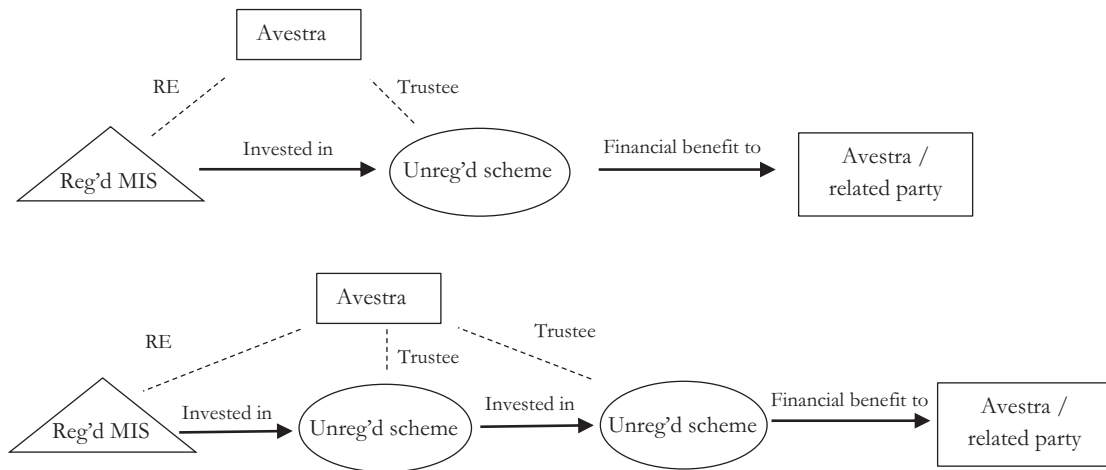 Avestra
RE
Trustee
Invested in
Financial benefit to
Reg'd MIS
Unreg'd scheme
Avestra /
related party
Avestra
Trustee
RE
Trustee
Invested in
Invested in
Financial benefit to
Reg'd MIS
Unreg'd scheme
Unreg'd scheme
Avestra /
related party